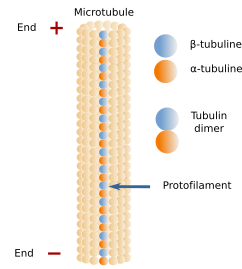 Microtubule
End +
β-tubuline
α-tubuline
Tubulin
dimer
Protofilament
End −